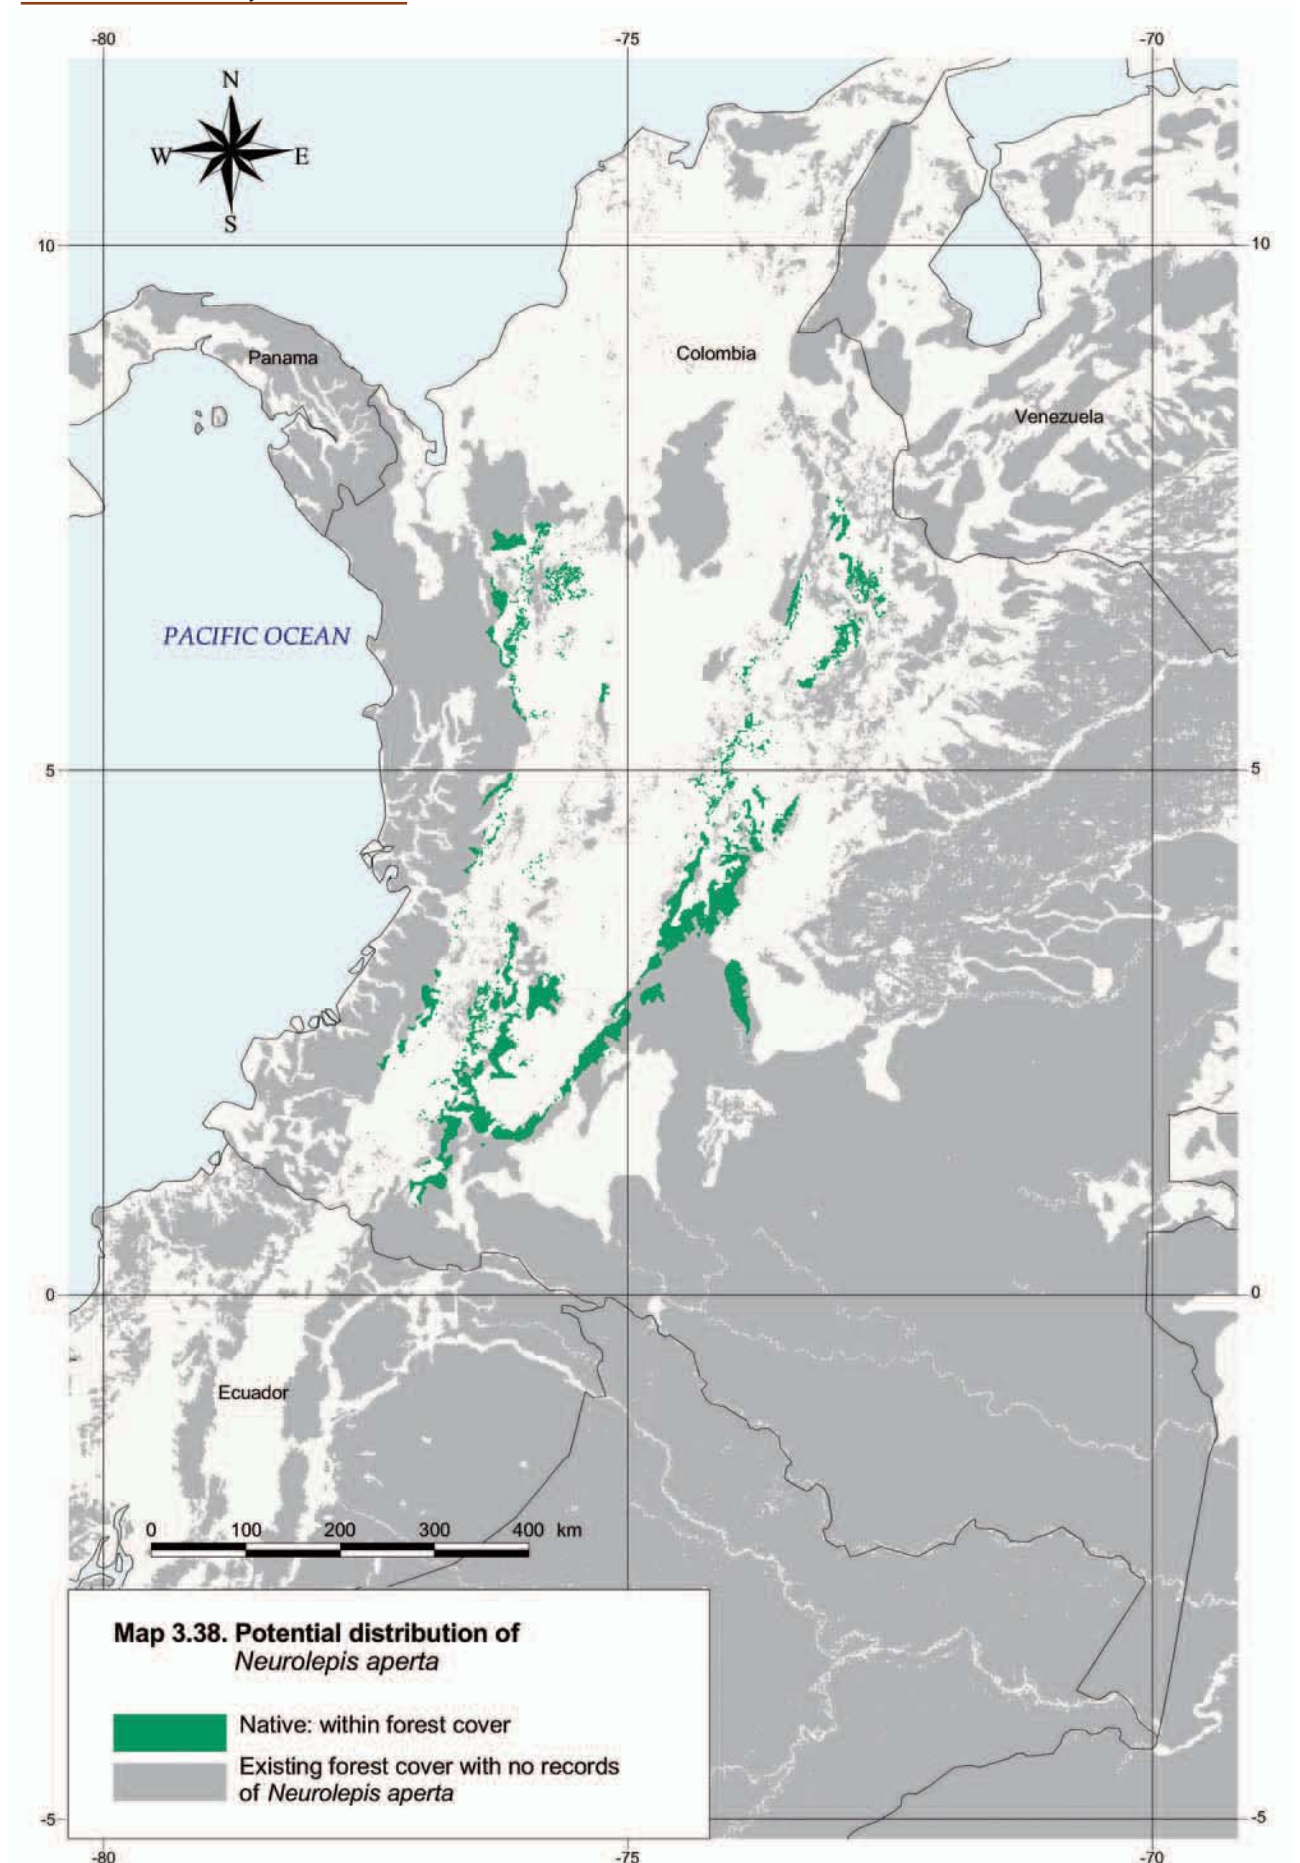 -80 -75 -70
N
W E
S
10 10
Panama
Colombia
Venezuela
PACIFIC OCEAN
5 5
0 0
Ecuador
0 100 200 300 400 km
Map 3.38. Potential distribution of
Neurolepis aperta
Native: within forest cover
Existing forest cover with no records
of Neurolepis aperta
-5 -5
-80 -75 -70